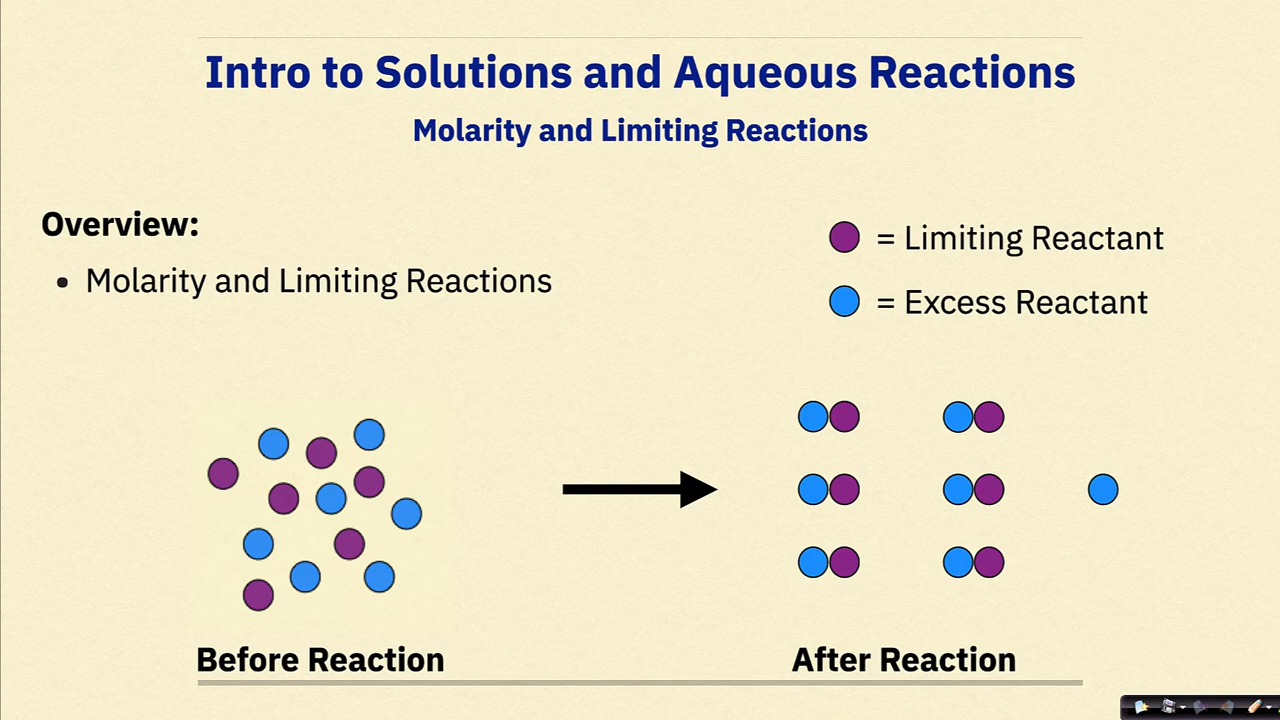 Intro to Solutions and Aqueous Reactions
Molarity and Limiting Reactions
Overview:
• Molarity and Limiting Reactions
= Limiting Reactant
= Excess Reactant
Before Reaction
After Reaction